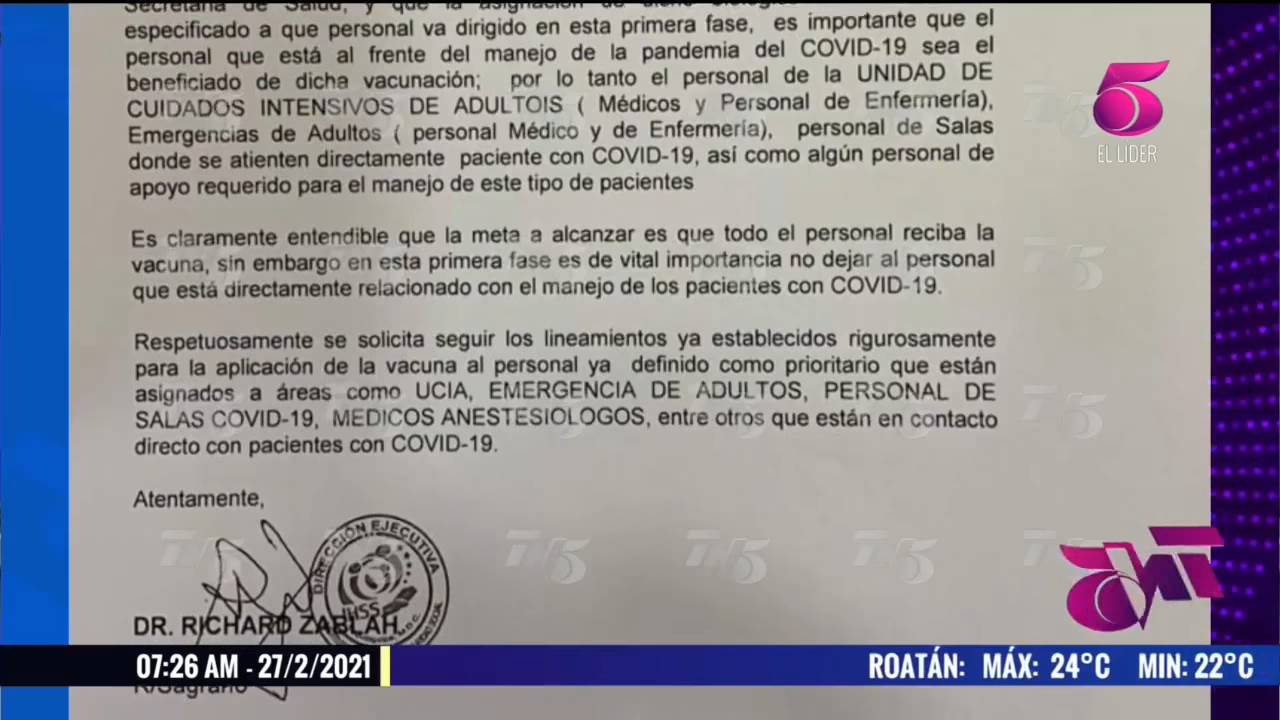 Secretaria de Salud, y que la asignación de dicho
especificado a que personal va dirigido en esta primera fase, es importante que el
personal que está al frente del manejo de la pandemia del COVID-19 sea el
beneficiado de dicha vacunación; por lo tanto el personal de la UNIDAD DE
CUIDADOS INTENSIVOS DE ADULTOIS ( Médicos y Personal de Enfermería),
Emergencias de Adultos ( personal Médico y de Enfermería), personal de Salas
donde se atienten directamente paciente con COVID-19, así como algún personal de
apoyo requerido para el manejo de este tipo de pacientes
Es claramente entendible que la meta a alcanzar es que todo el personal reciba la
vacuna, sin embargo en esta primera fase es de vital importancia no dejar al personal
que está directamente relacionado con el manejo de los pacientes con COVID-19.
Respetuosamente se solicita seguir los lineamientos ya establecidos rigurosamente
para la aplicación de la vacuna al personal ya definido como prioritario que están
asignados a áreas como UCIA, EMERGENCIA DE ADULTOS, PERSONAL DE
SALAS COVID-19, MEDICOS ANESTESIOLOGOS, entre otros que están en contacto
directo con pacientes con COVID-19.
Atentamente,
DIRECCIÓN EJECUTIVA
IHSS
DR. RICHARD ZABLAH
R/Sagrario
5
EL LIDER
07:26 AM - 27/2/2021
ROATÁN: MÁX: 24°C MIN: 22°C